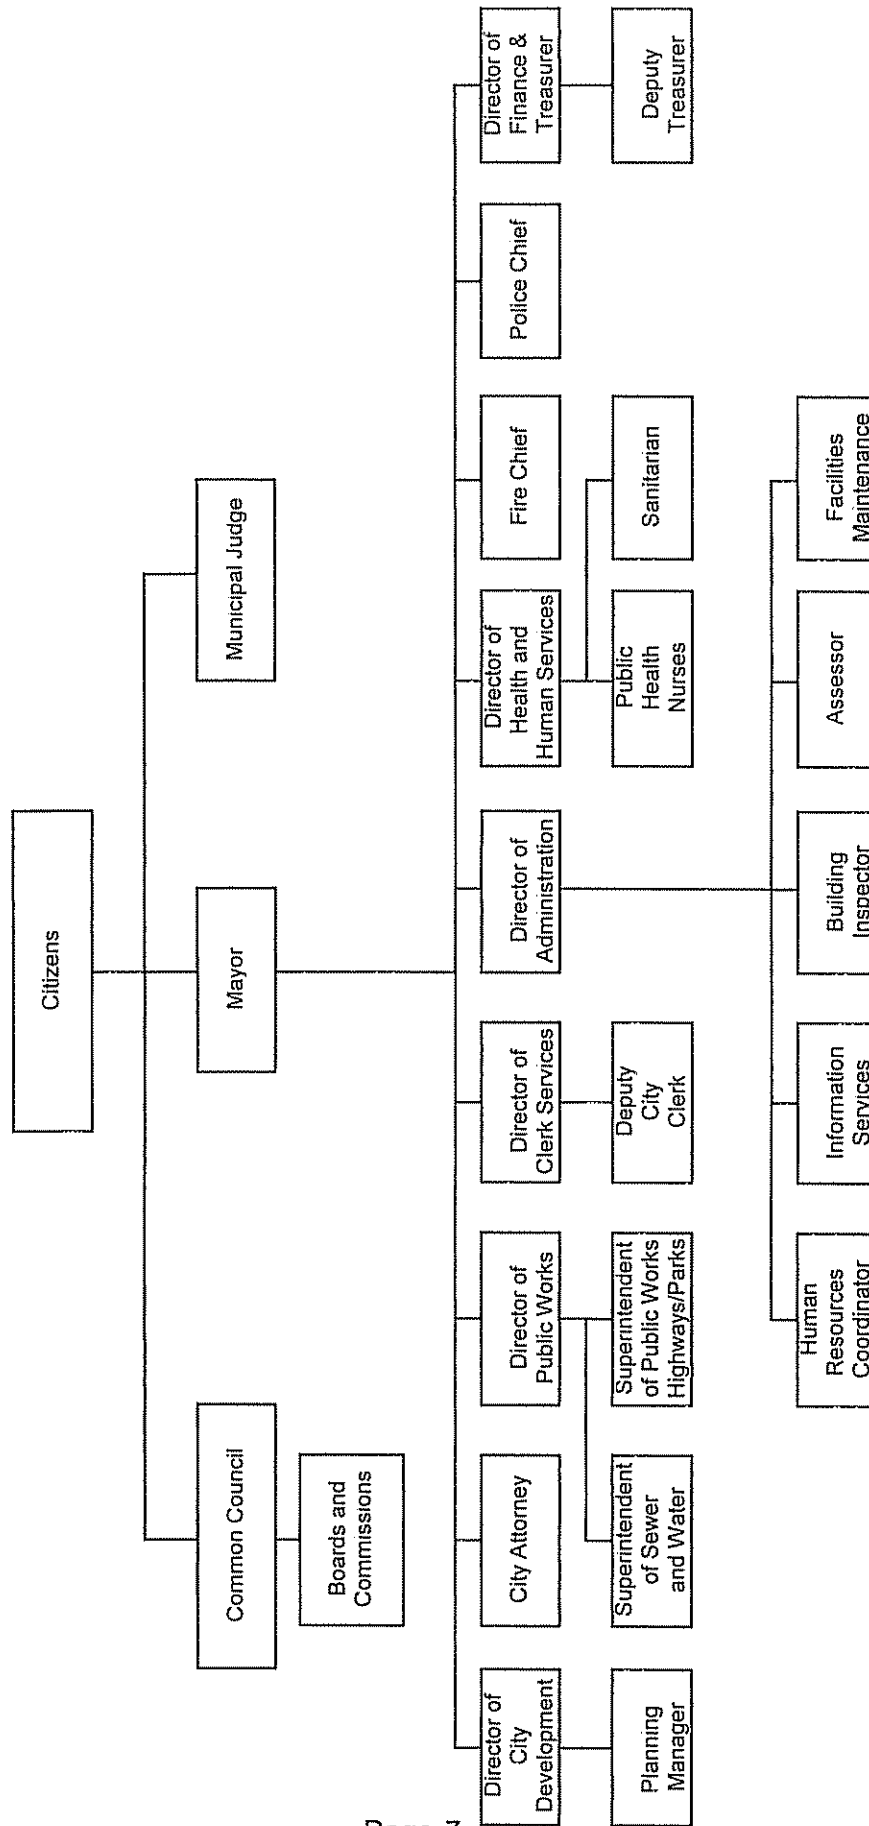 Citizens
Common Council
Mayor
Municipal Judge
Boards and
Commissions
Director of
City
Development
City Attorney
Director of
Public Works
Director of
Clerk Services
Director of
Administration
Director of
Health and
Human Services
Fire Chief
Police Chief
Director of
Finance &
Treasurer
Planning
Manager
Superintendent
of Sewer
and Water
Superintendent
of Public Works
Highways/Parks
Deputy
City
Clerk
Public
Health
Nurses
Sanitarian
Deputy
Treasurer
Human
Resources
Coordinator
Information
Services
Building
Inspector
Assessor
Facilities
Maintenance
Page 7